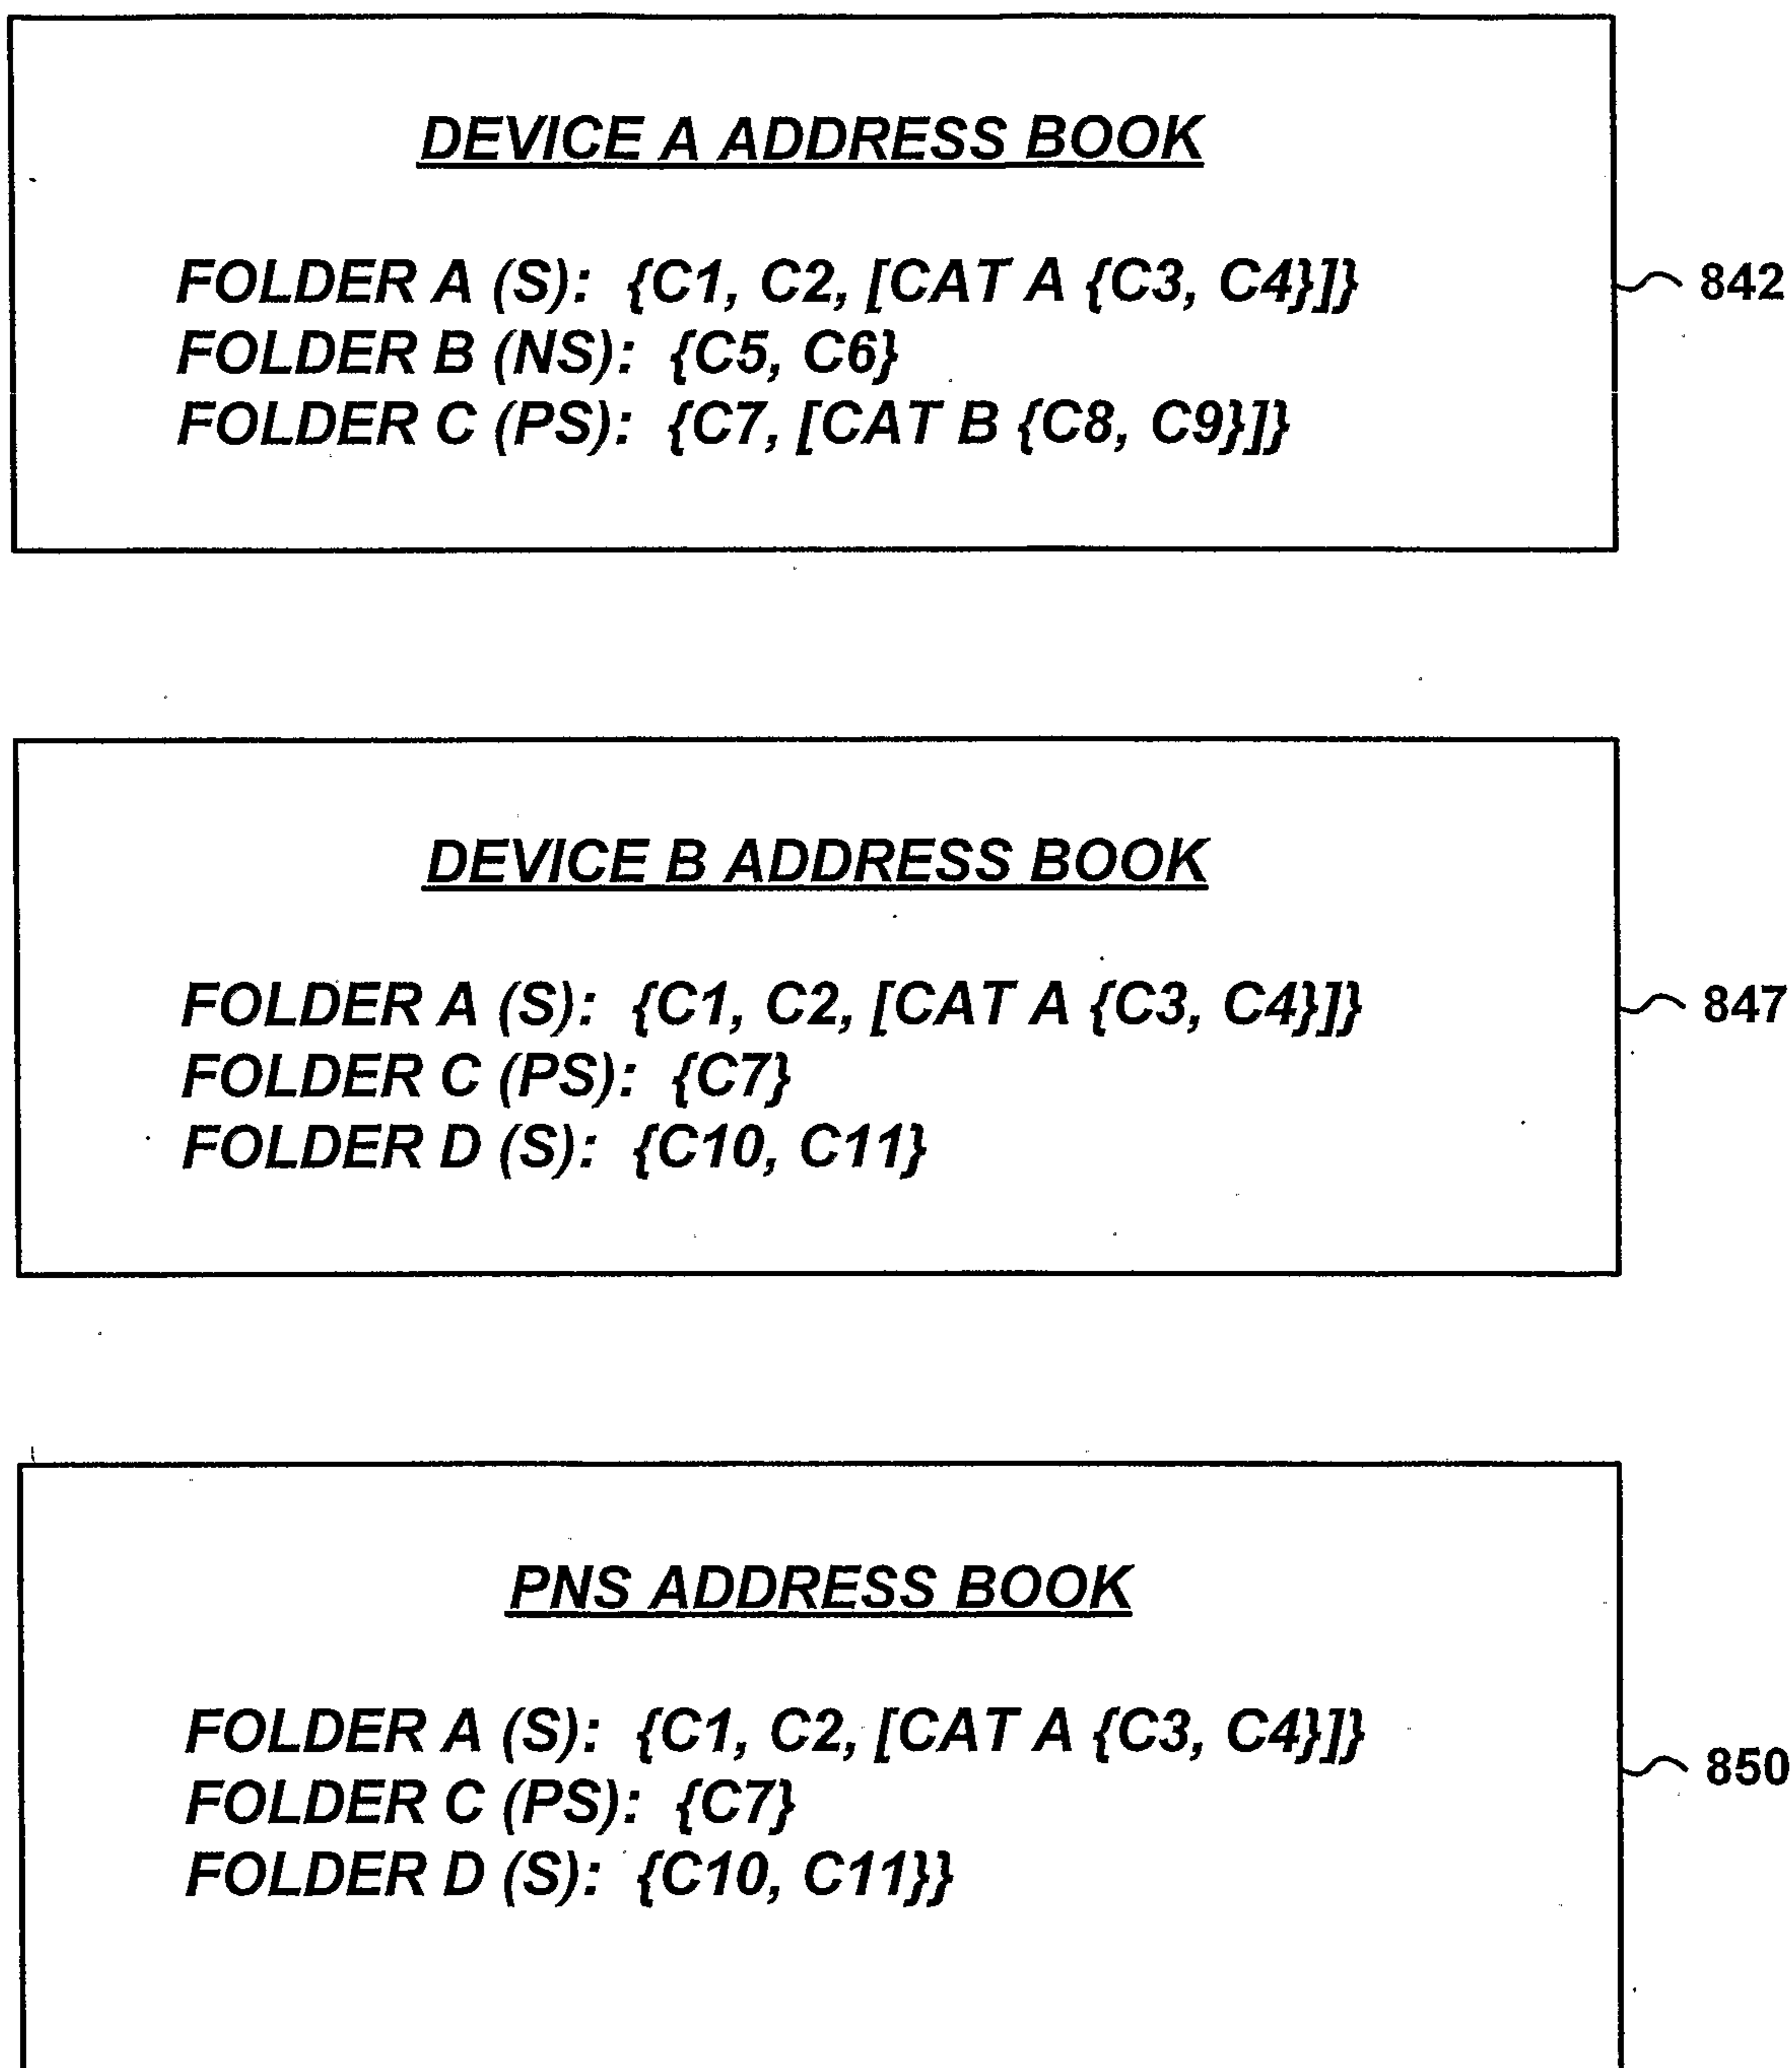 DEVICE A ADDRESS BOOK
FOLDER A (S): {C1, C2, [CAT A {C3, C4}]}
FOLDER B (NS): {C5, C6}
FOLDER C (PS): {C7, [CAT B {C8, C9}]}
842
DEVICE B ADDRESS BOOK
FOLDER A (S): {C1, C2, [CAT A {C3, C4}]}
FOLDER C (PS): {C7}
FOLDER D (S): {C10, C11}
847
PNS ADDRESS BOOK
FOLDER A (S): {C1, C2, [CAT A {C3, C4}]}
FOLDER C (PS): {C7}
FOLDER D (S): {C10, C11}}
850